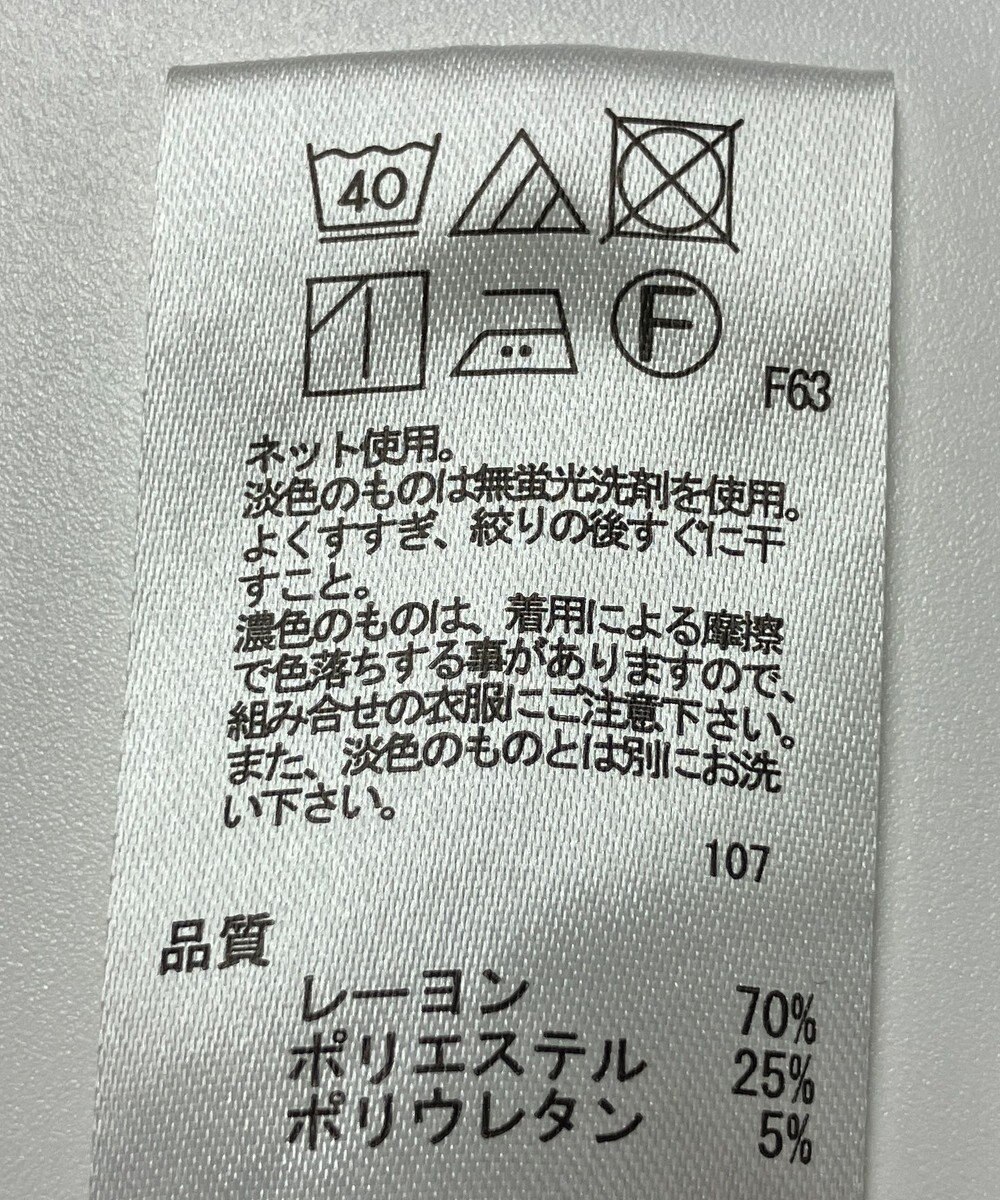 40
F
F63
ネット使用。
淡色のものは無蛍光洗剤を使用。
よくすすぎ、絞りの後すぐに干
すこと。
濃色のものは、着用による摩擦
で色落ちする事がありますので、
組み合せの衣服にご注意下さい。
また、淡色のものとは別にお洗
い下さい。
107
品質
レーヨン 70%
ポリエステル 25%
ポリウレタン 5%